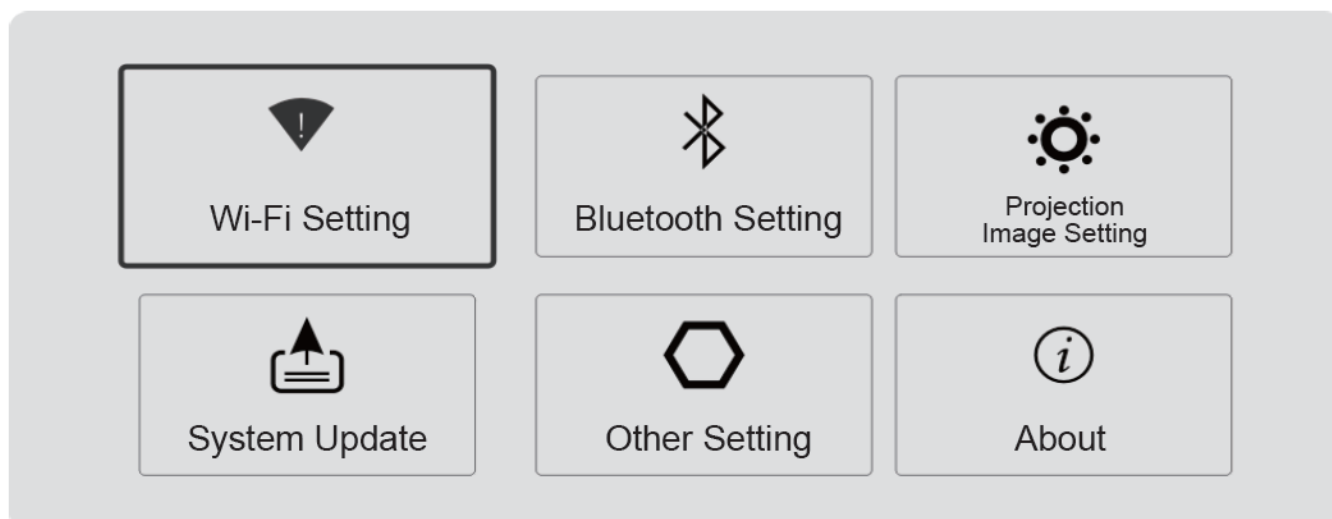 Wi-Fi Setting
Bluetooth Setting
Projection
Image Setting
System Update
Other Setting
About